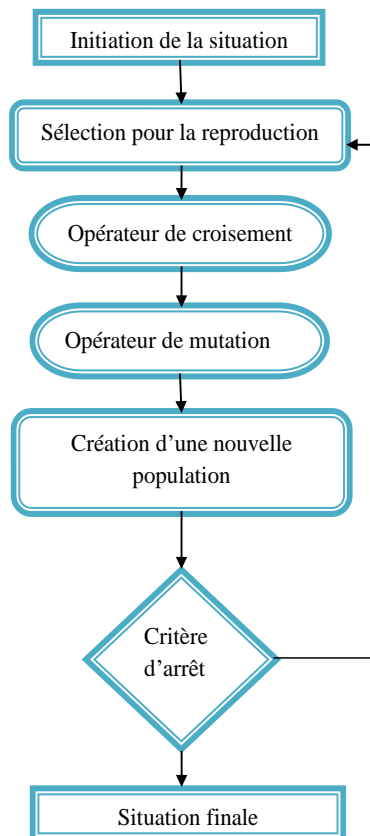 Initiation de la situation
Sélection pour la reproduction
Opérateur de croisement
Opérateur de mutation
Création d’une nouvelle
population
Critère
d’arrêt
Situation finale